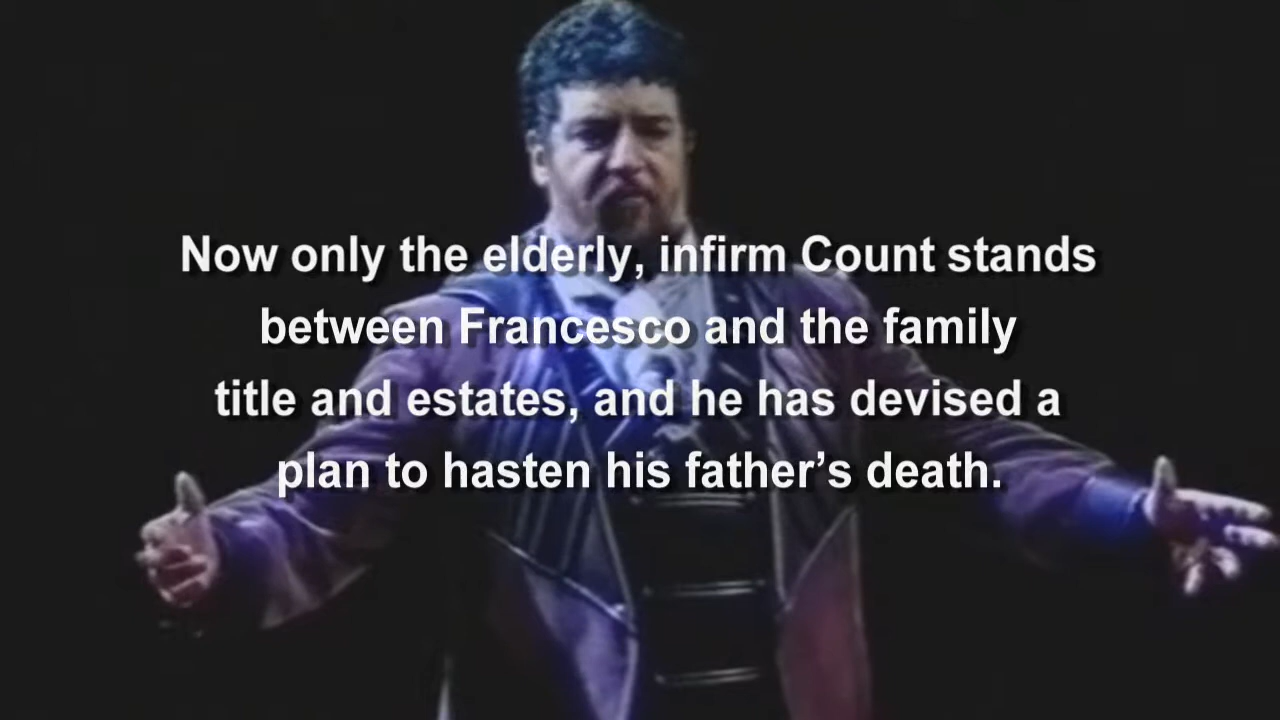 Now only the elderly, infirm Count stands
between Francesco and the family
title and estates, and he has devised a
plan to hasten his father’s death.